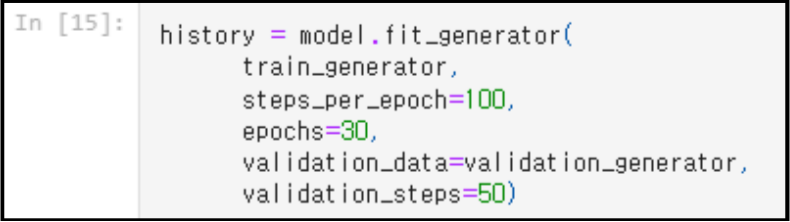 In [15]:
history = model.fit_generator(
train_generator,
steps_per_epoch=100,
epochs=30,
validation_data=validation_generator,
validation_steps=50)